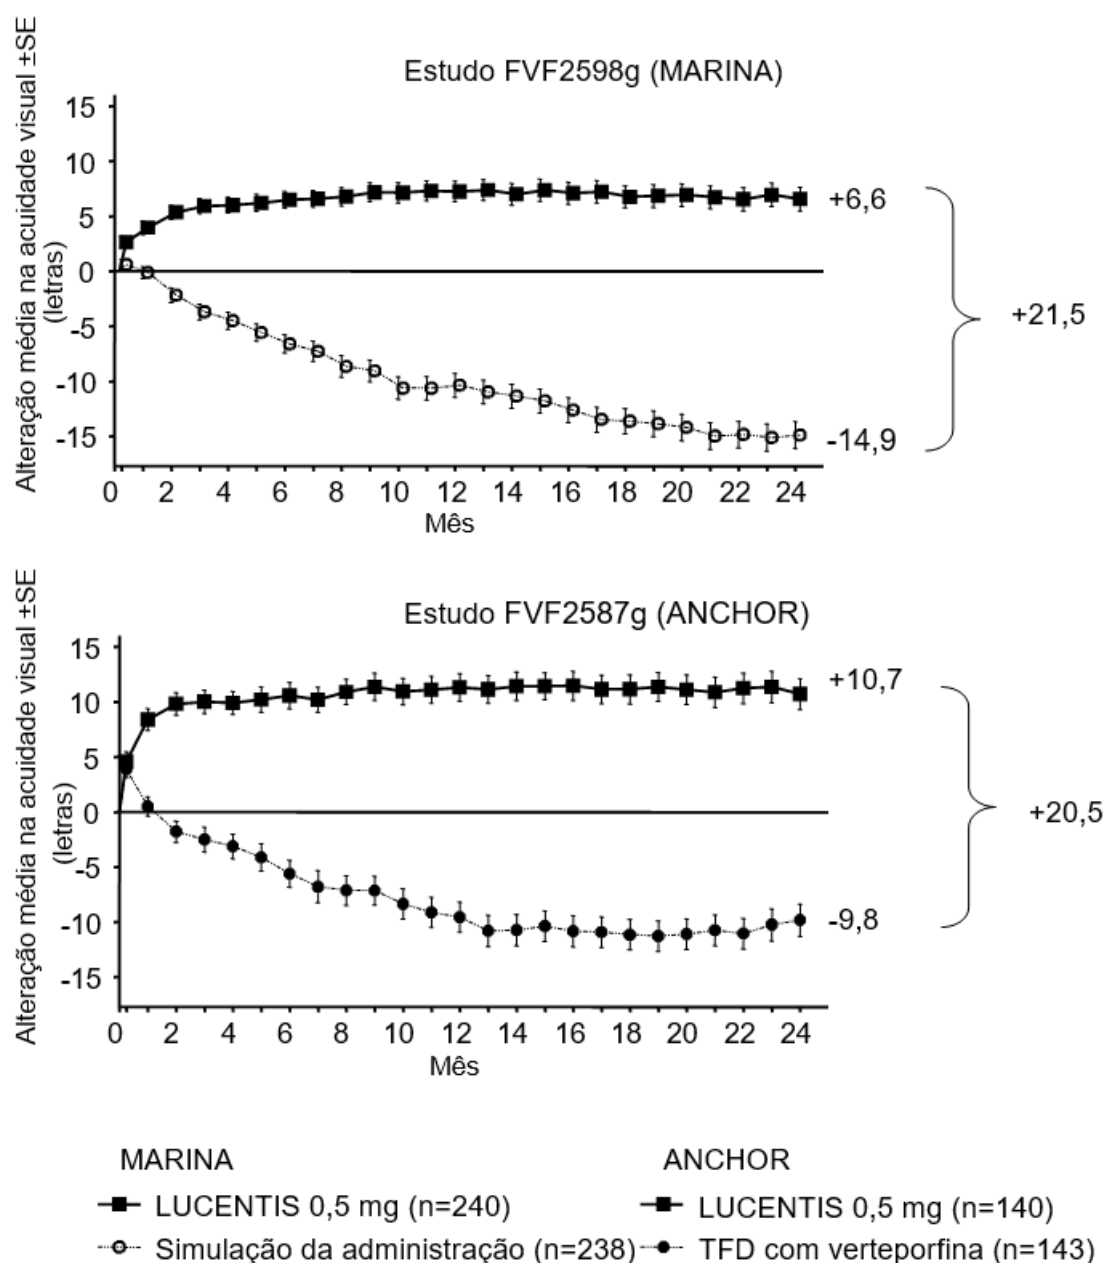 Estudo FVF2598g (MARINA)
Alteração média na acuidade visual ±SE
(letras)
15
10
5
0
-5
-10
-15
+6,6
-14,9
+21,5
0 2 4 6 8 10 12 14 16 18 20 22 24
Mês
Estudo FVF2587g (ANCHOR)
Alteração média na acuidade visual ±SE
(letras)
15
10
5
0
-5
-10
-15
+10,7
-9,8
+20,5
0 2 4 6 8 10 12 14 16 18 20 22 24
Mês
MARINA
LUCENTIS 0,5 mg (n=240)
Simulação da administração (n=238)
ANCHOR
LUCENTIS 0,5 mg (n=140)
TFD com verteporfina (n=143)